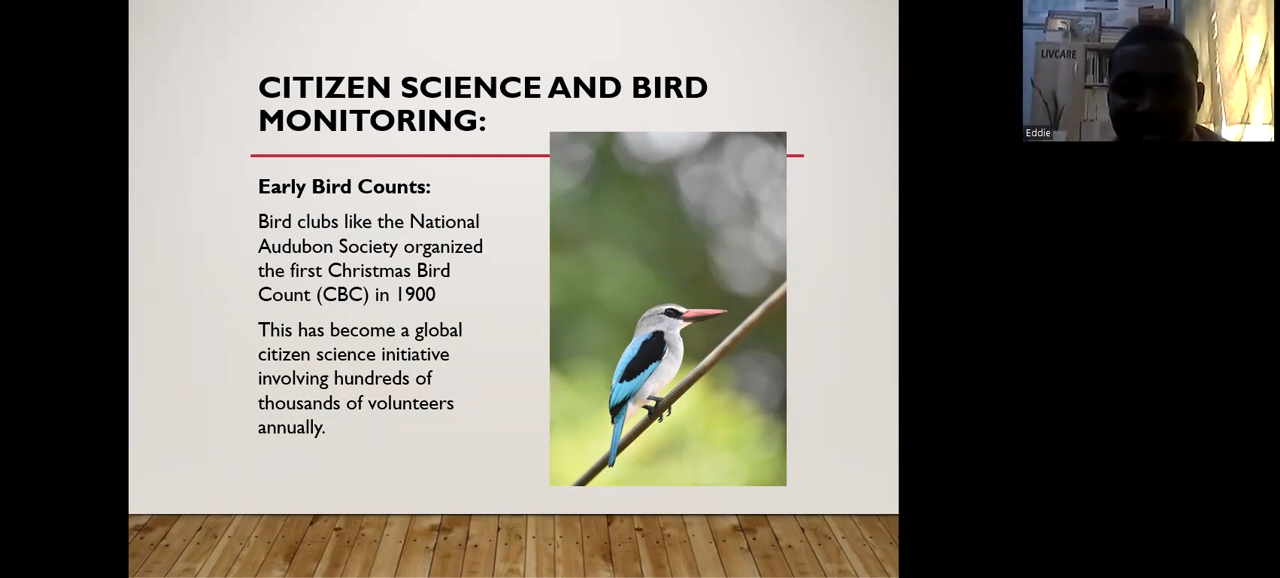 CITIZEN SCIENCE AND BIRD
MONITORING:
Early Bird Counts:
Bird clubs like the National
Audubon Society organized
the first Christmas Bird
Count (CBC) in 1900
This has become a global
citizen science initiative
involving hundreds of
thousands of volunteers
annually.
LIVCARE
Eddie